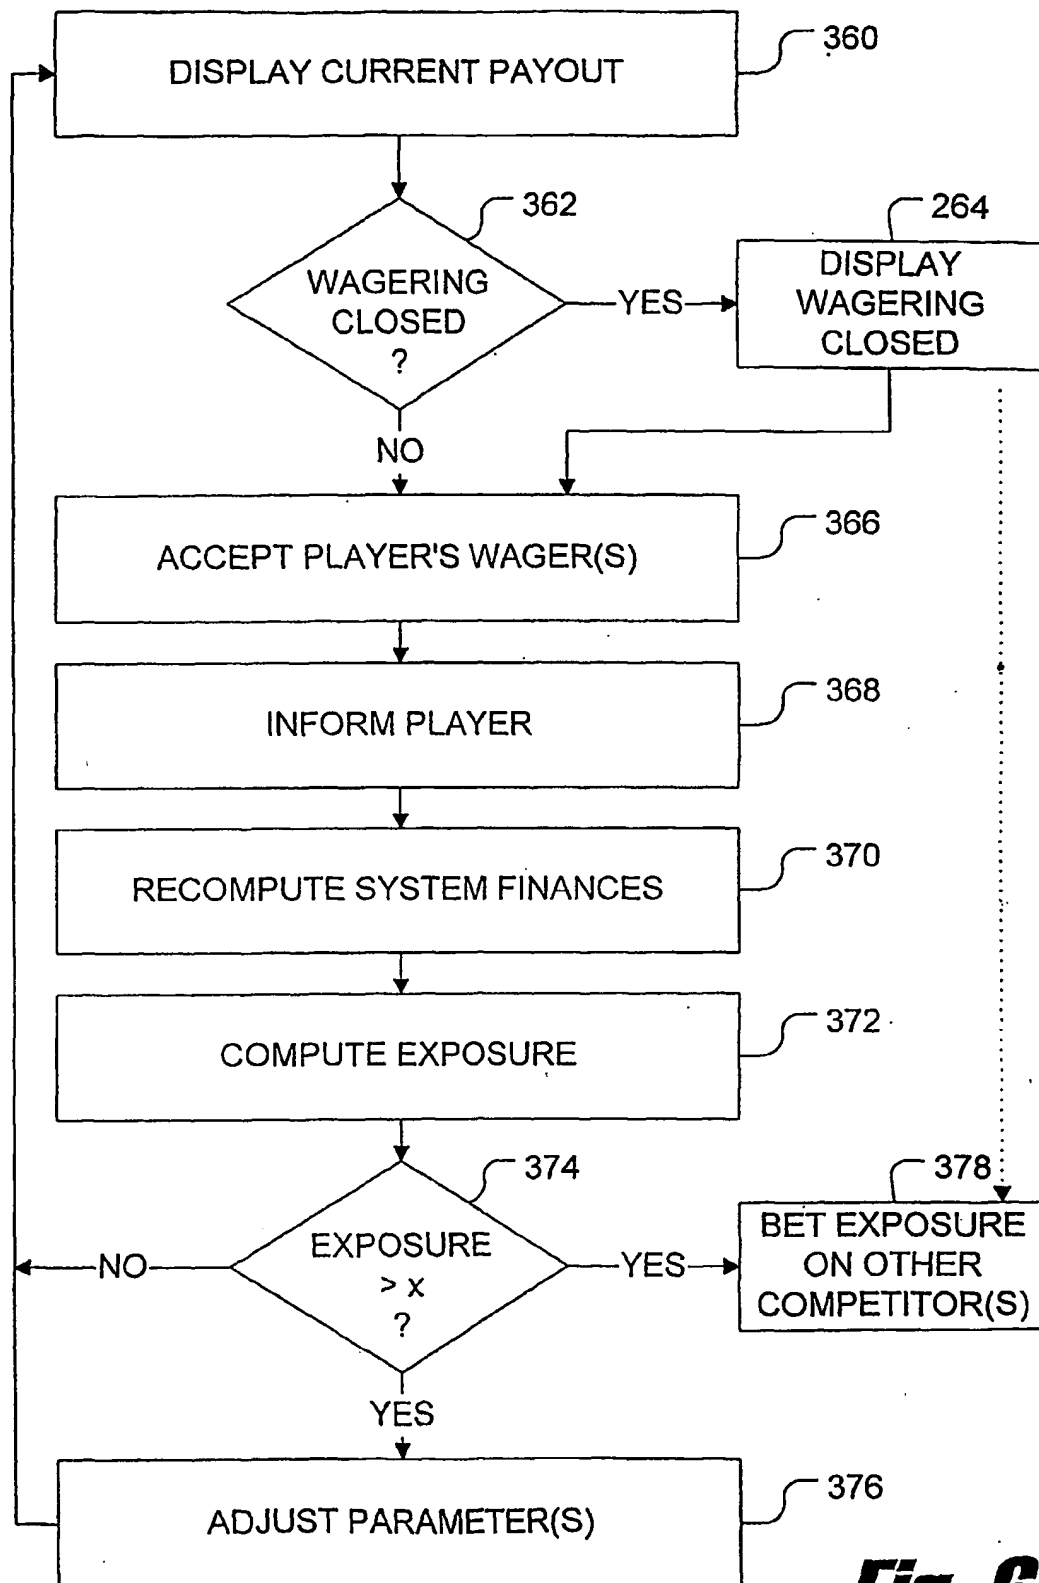 DISPLAY CURRENT PAYOUT
360
WAGERING
CLOSED
?
362
YES
264
DISPLAY
WAGERING
CLOSED
NO
ACCEPT PLAYER'S WAGER(S)
366
INFORM PLAYER
368
RECOMPUTE SYSTEM FINANCES
370
COMPUTE EXPOSURE
372
EXPOSURE
> x
?
374
NO
YES
378
BET EXPOSURE
ON OTHER
COMPETITOR(S)
YES
ADJUST PARAMETER(S)
376
Fig.